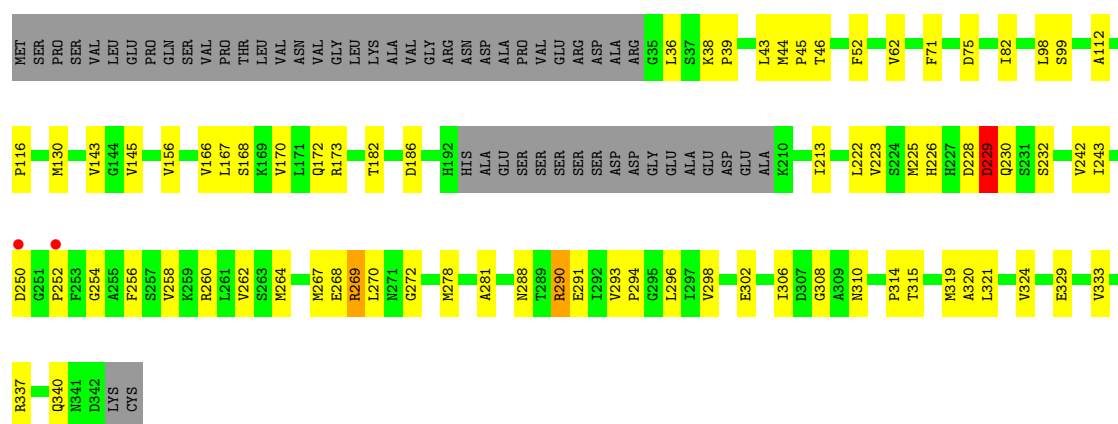 MET SER PRO SER VAL LEU GLU PRO GLN SER VAL PRO THR LEU VAL ASN VAL GLY LEU LYS ALA VAL GLY ARG ASN ASP ALA PRO VAL GLU ARG ASP ALA ARG G35 L36 S37 K38 P39 L43 M44 P45 T46 F52 V62 F71 D75 I82 L98 S99 A112
P116 M130 V143 G144 V145 V156 V166 L167 S168 K169 V170 L171 Q172 R173 T182 D186 H192 HIS ALA GLU SER SER SER SER SER ASP ASP GLY GLU ALA GLU ASP GLU ALA K210 I213 L222 V223 S224 M225 H226 H227 D228 D229 Q230 S231 S232 V242 I243
D250 G251 P252 F253 G254 A255 F256 S257 V258 K259 R260 L261 V262 S263 M264 M267 E268 R269 L270 N271 G272 M278 A281 N288 T289 R290 E291 I292 V293 P294 G295 L296 I297 V298 E302 I306 D307 G308 A309 N310 P314 T315 M319 A320 L321 V324 E329 V333
R337 Q340 N341 D342 LYS CYS